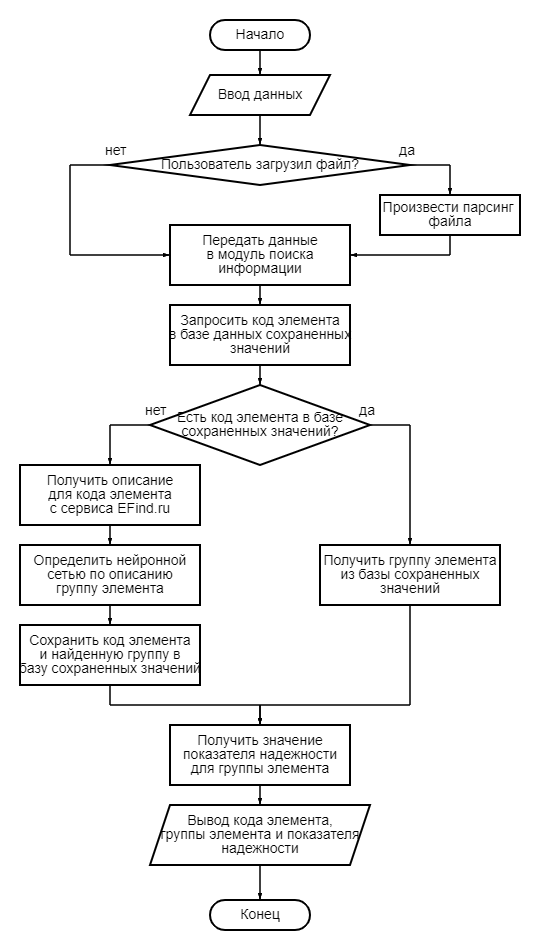 Начало
Ввод данных
нет
да
Пользователь загрузил файл?
Произвести парсинг
файла
Передать данные
в модуль поиска
информации
Запросить код элемента
в базе данных сохраненных
значений
нет
да
Есть код элемента в базе
сохраненных значений?
Получить описание
для кода элемента
с сервиса EFind.ru
Определить нейронной
сетью по описанию
группу элемента
Получить группу элемента
из базы сохраненных
значений
Сохранить код элемента
и найденную группу в
базу сохраненных значений
Получить значение
показателя надежности
для группы элемента
Вывод кода элемента,
группы элемента и показателя
надежности
Конец